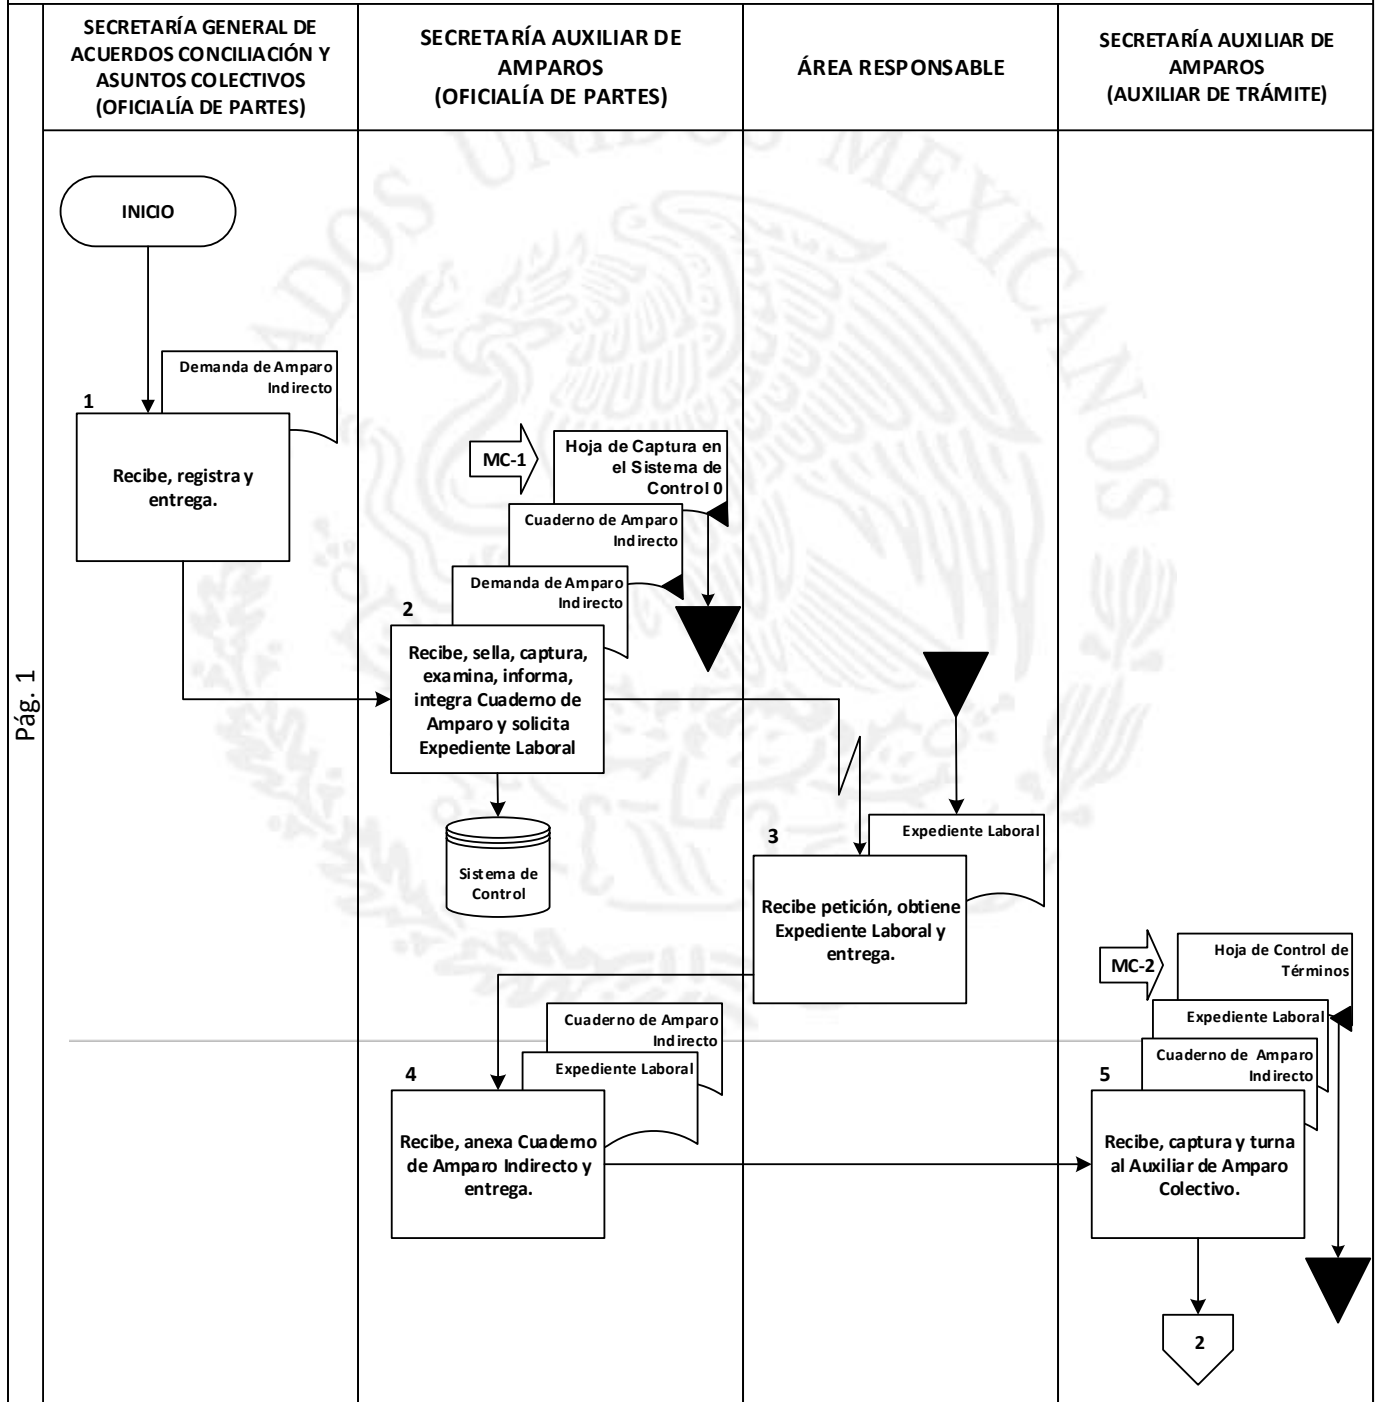 SECRETARÍA GENERAL DE
ACUERDOS CONCILIACIÓN Y
ASUNTOS COLECTIVOS
(OFICIALÍA DE PARTES)
SECRETARÍA AUXILIAR DE
AMPAROS
(OFICIALÍA DE PARTES)
ÁREA RESPONSABLE
SECRETARÍA AUXILIAR DE
AMPAROS
(AUXILIAR DE TRÁMITE)
ADOS UNIDOS MEXICANOS
INICIO
Demanda de Amparo
Indirecto
1
Recibe, registra y
entrega.
MC-1
Hoja de Captura en
el Sistema de
Control 0
Cuaderno de Amparo
Indirecto
Demanda de Amparo
Indirecto
2
Recibe, sella, captura,
examina, informa,
integra Cuaderno de
Amparo y solicita
Expediente Laboral
Sistema de
Control
Pág. 1
Expediente Laboral
3
Recibe petición, obtiene
Expediente Laboral y
entrega.
Cuaderno de Amparo
Indirecto
Expediente Laboral
4
Recibe, anexa Cuaderno
de Amparo Indirecto y
entrega.
MC-2
Hoja de Control de
Términos
Expediente Laboral
Cuaderno de Amparo
Indirecto
5
Recibe, captura y turna
al Auxiliar de Amparo
Colectivo.
2